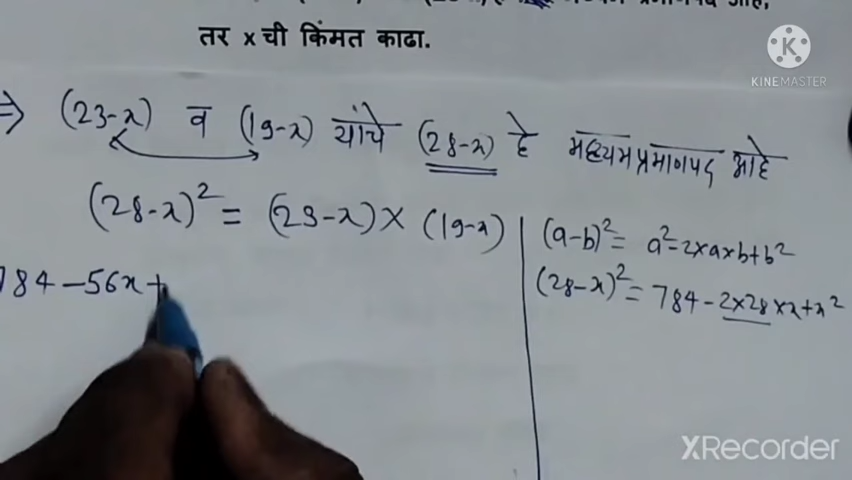 तर x ची किंमत काढा.
KINEMASTER
⇒ (23-x) व (19-x) यांचे (28-x) हे मध्यमप्रमाणपद आहे
(28-x)² = (23-x) × (19-x)
784 - 56x +
(a-b)² = a² - 2×a×b + b²
(28-x)² = 784 - 2×28×x + x²
XRecorder